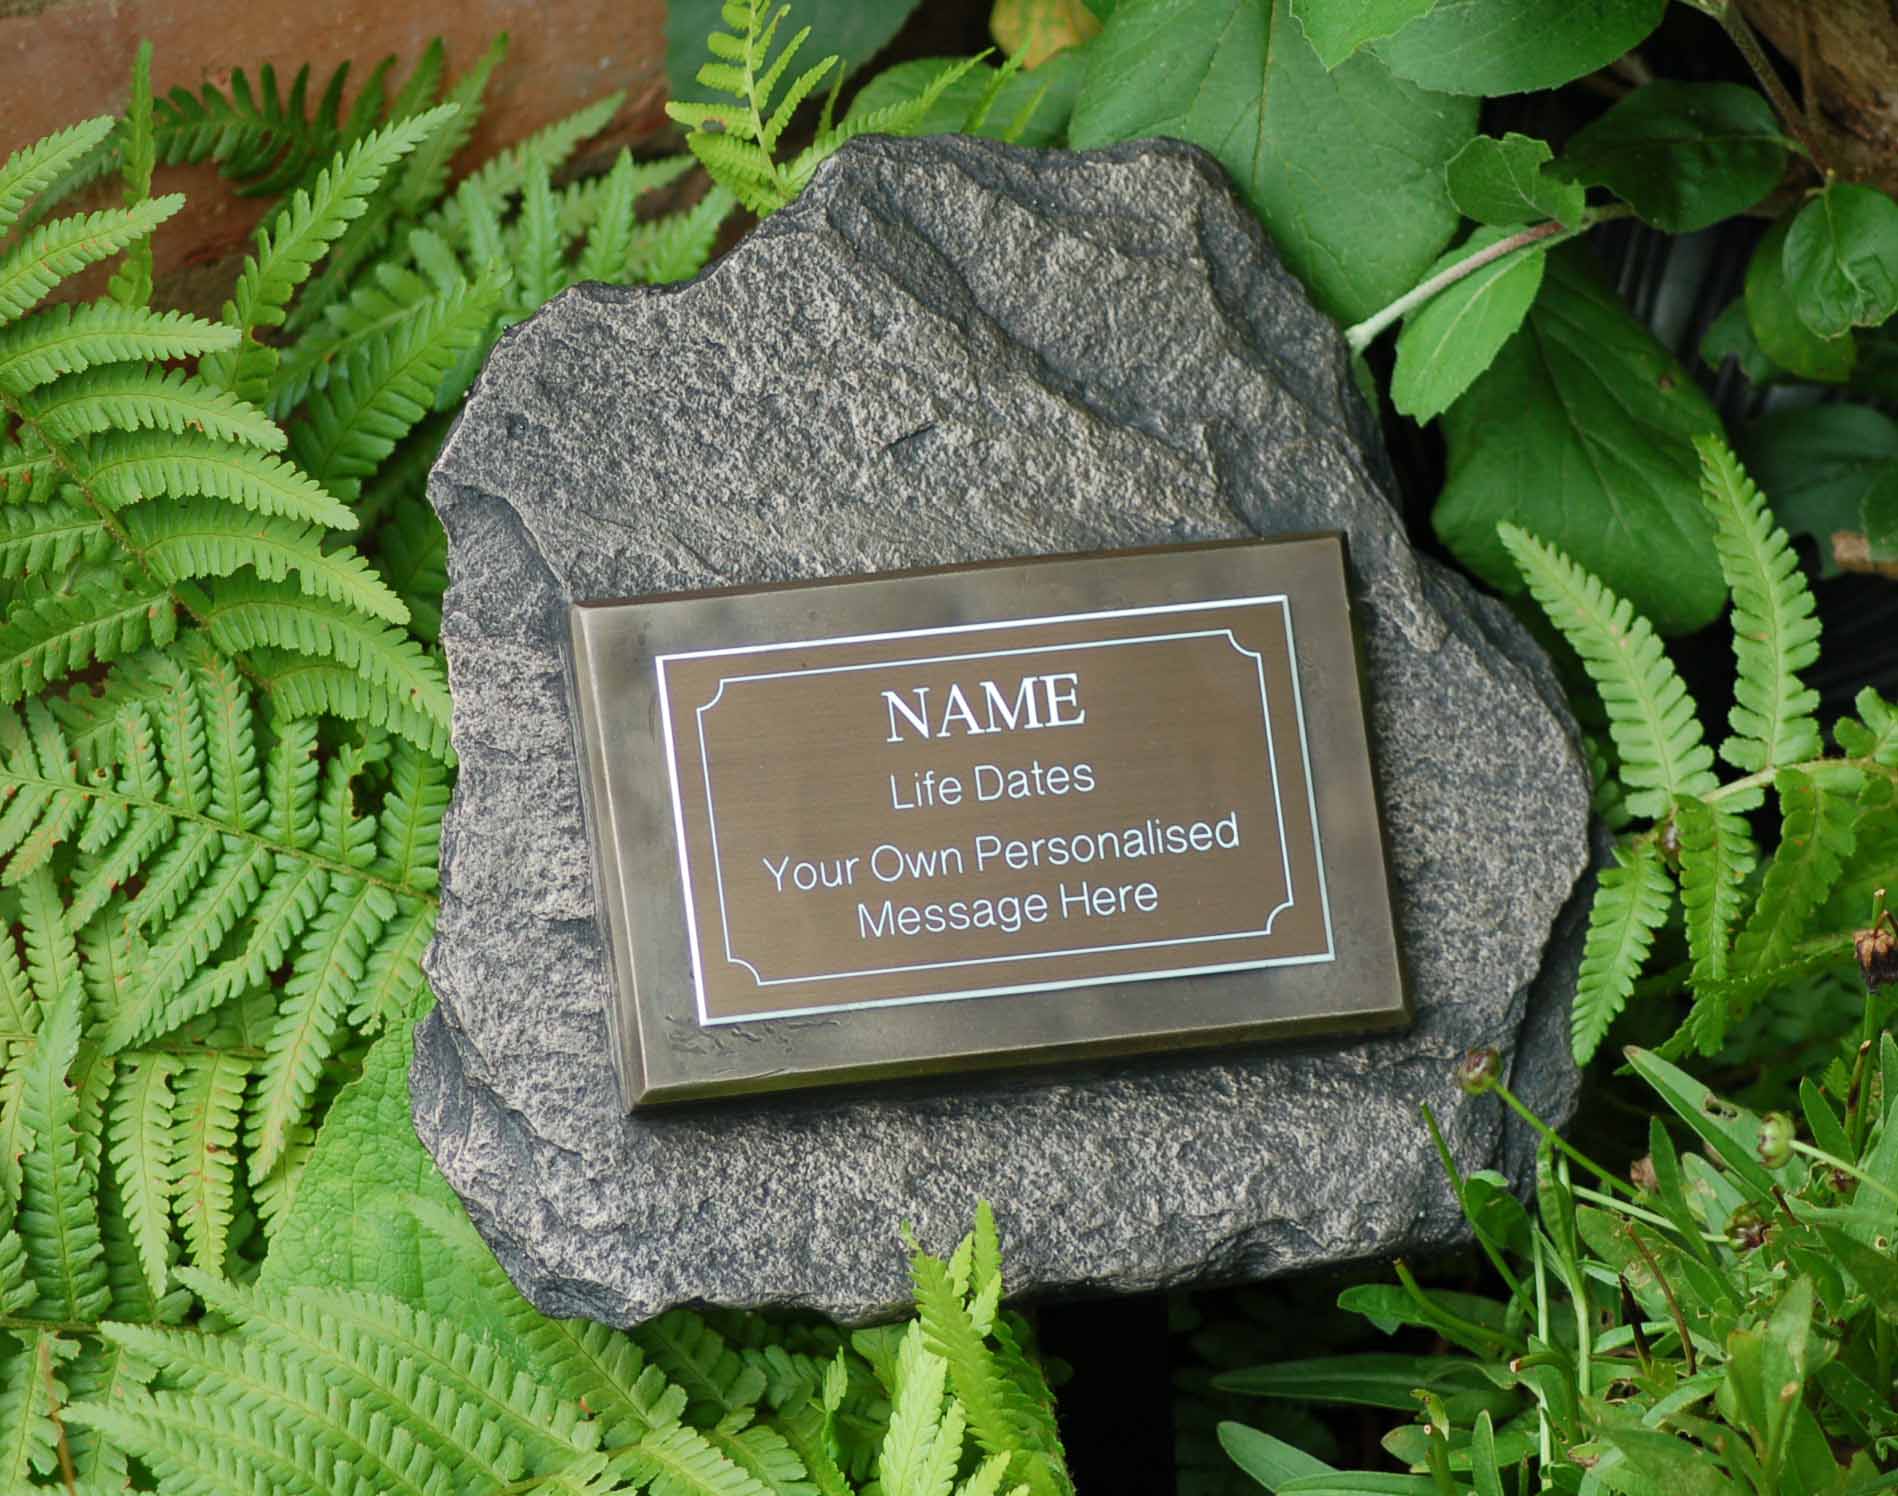 NAME
Life Dates
Your Own Personalised
Message Here